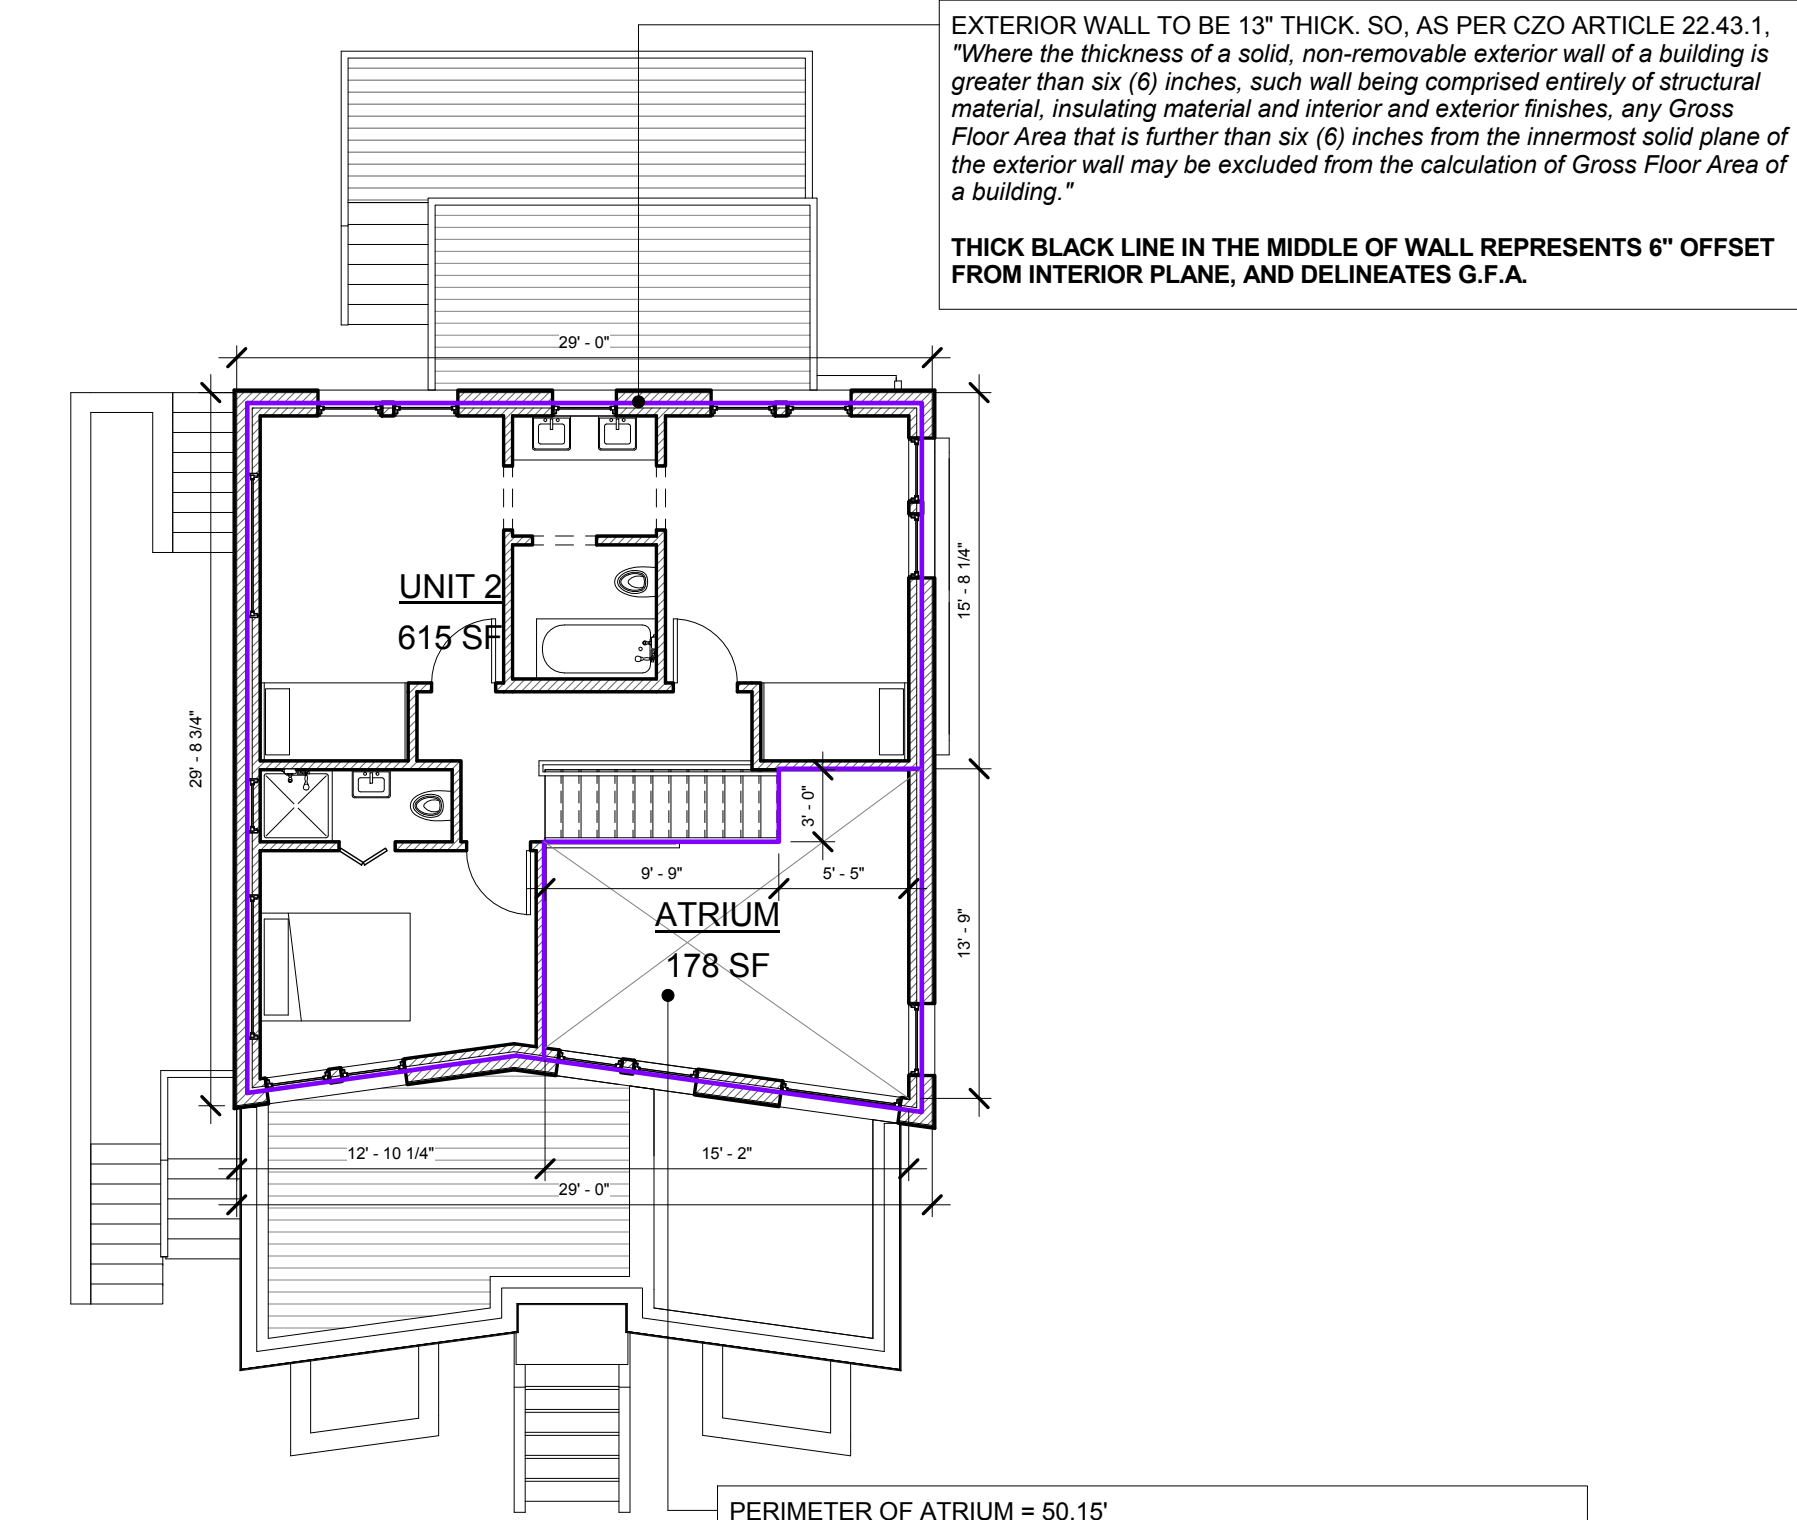 EXTERIOR WALL TO BE 13" THICK. SO, AS PER CZO ARTICLE 22.43.1,
"Where the thickness of a solid, non-removable exterior wall of a building is
greater than six (6) inches, such wall being comprised entirely of structural
material, insulating material and interior and exterior finishes, any Gross
Floor Area that is further than six (6) inches from the innermost solid plane of
the exterior wall may be excluded from the calculation of Gross Floor Area of
a building."
THICK BLACK LINE IN THE MIDDLE OF WALL REPRESENTS 6" OFFSET
FROM INTERIOR PLANE, AND DELINEATES G.F.A.
29' - 0"
15' - 8 1/4"
UNIT 2
615 SF
29' - 8 3/4"
3' - 0"
9' - 9"
5' - 5"
ATRIUM
178 SF
13' - 9"
12' - 10 1/4"
15' - 2"
29' - 0"
PERIMETER OF ATRIUM = 50.15'